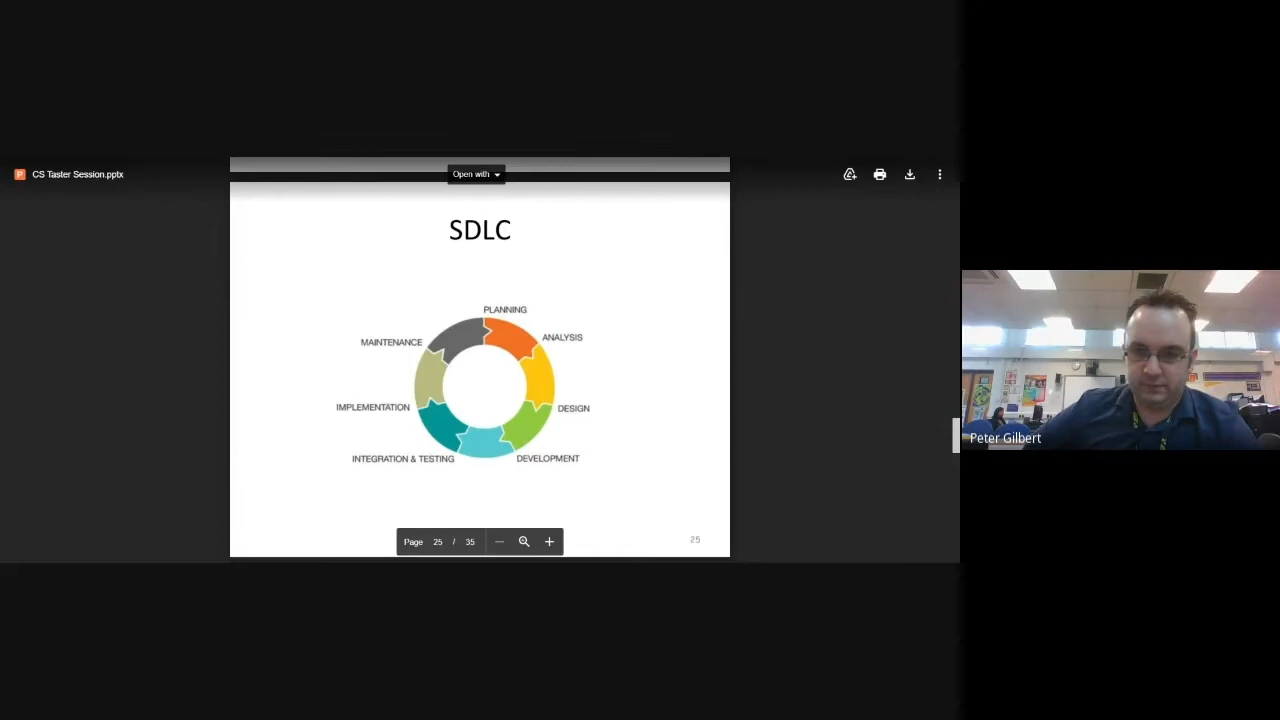 P CS Taster Session.pptx
Open with
SDLC
PLANNING
ANALYSIS
MAINTENANCE
DESIGN
IMPLEMENTATION
INTEGRATION & TESTING
DEVELOPMENT
Page 25 / 35
25
Peter Gilbert